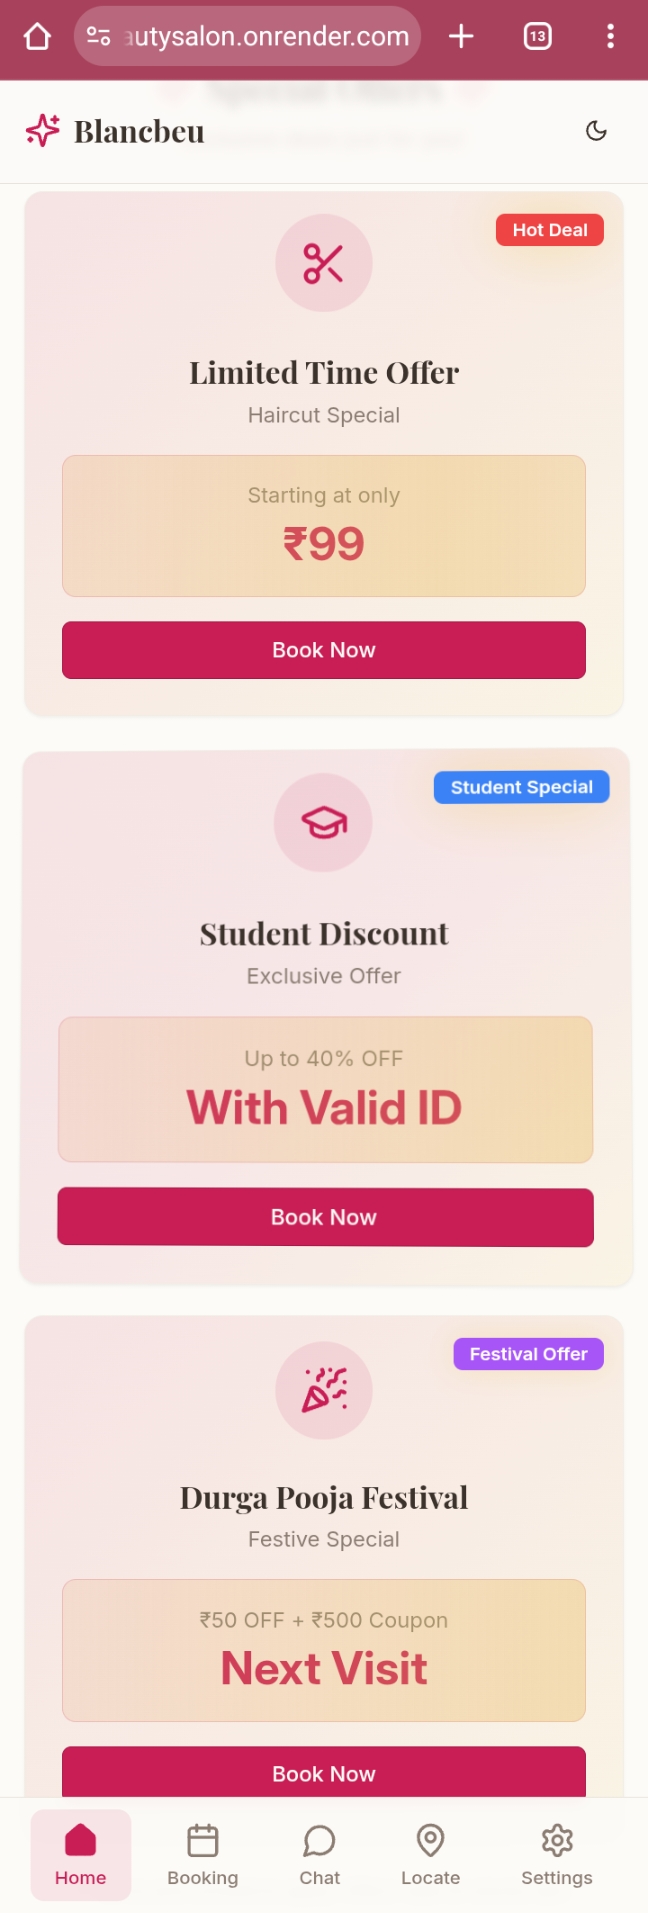 autysalon.onrender.com
13
Special Offers
Blancbeu
Hot Deal
Limited Time Offer
Haircut Special
Starting at only
₹99
Book Now
Student Special
Student Discount
Exclusive Offer
Up to 40% OFF
With Valid ID
Book Now
Festival Offer
Durga Pooja Festival
Festive Special
₹50 OFF + ₹500 Coupon
Next Visit
Book Now
Home
Booking
Chat
Locate
Settings